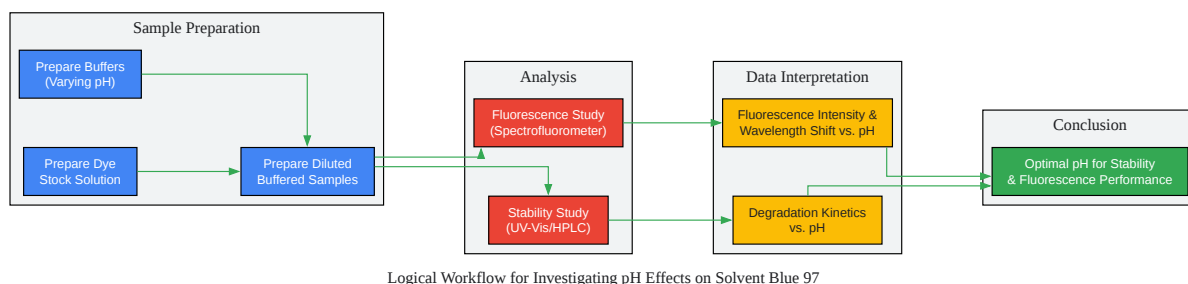 Sample Preparation
Prepare Buffers
(Varying pH)
Prepare Dye
Stock Solution
Prepare Diluted
Buffered Samples
Analysis
Fluorescence Study
(Spectrofluorometer)
Stability Study
(UV-Vis/HPLC)
Data Interpretation
Fluorescence Intensity &
Wavelength Shift vs. pH
Degradation Kinetics
vs. pH
Conclusion
Optimal pH for Stability
& Fluorescence Performance
Logical Workflow for Investigating pH Effects on Solvent Blue 97